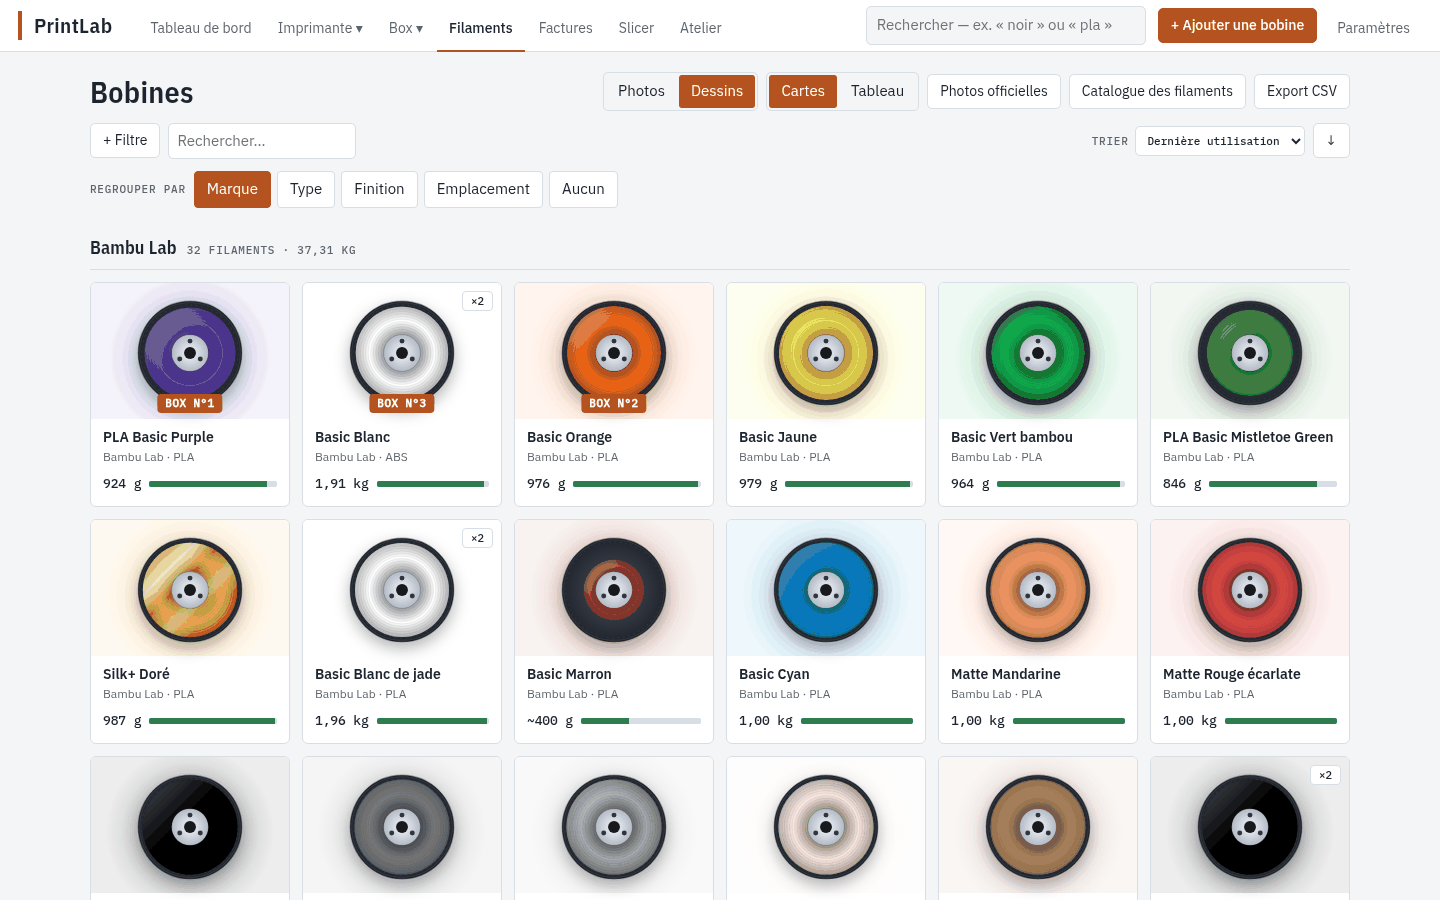 PrintLab
Tableau de bord
Imprimante ▾
Box ▾
Filaments
Factures
Slicer
Atelier
Rechercher — ex. « noir » ou « pla »
+ Ajouter une bobine
Paramètres
Bobines
Photos
Dessins
Cartes
Tableau
Photos officielles
Catalogue des filaments
Export CSV
+ Filtre
Rechercher...
TRIER
Dernière utilisation
↓
REGROUPER PAR
Marque
Type
Finition
Emplacement
Aucun
Bambu Lab 32 FILAMENTS · 37,31 KG
BOX N°1
PLA Basic Purple
Bambu Lab · PLA
924 g
×2
BOX N°3
Basic Blanc
Bambu Lab · ABS
1,91 kg
BOX N°2
Basic Orange
Bambu Lab · PLA
976 g
Basic Jaune
Bambu Lab · PLA
979 g
Basic Vert bambou
Bambu Lab · PLA
964 g
PLA Basic Mistletoe Green
Bambu Lab · PLA
846 g
Silk+ Doré
Bambu Lab · PLA
987 g
×2
Basic Blanc de jade
Bambu Lab · PLA
1,96 kg
Basic Marron
Bambu Lab · PLA
~400 g
Basic Cyan
Bambu Lab · PLA
1,00 kg
Matte Mandarine
Bambu Lab · PLA
1,00 kg
Matte Rouge écarlate
Bambu Lab · PLA
1,00 kg
×2